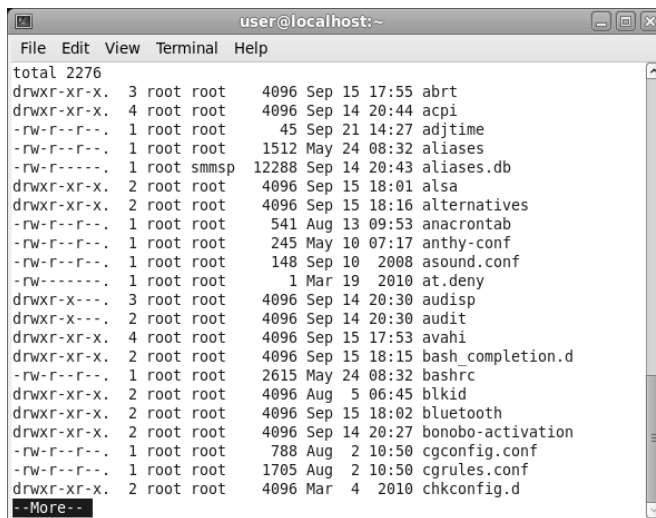 user@localhost:~
File Edit View Terminal Help
total 2276
drwxr-xr-x.  3 root root    4096 Sep 15 17:55 abrt
drwxr-xr-x.  4 root root    4096 Sep 14 20:44 acpi
-rw-r--r--.  1 root root      45 Sep 21 14:27 adjtime
-rw-r--r--.  1 root root    1512 May 24 08:32 aliases
-rw-r-----.  1 root smmsp  12288 Sep 14 20:43 aliases.db
drwxr-xr-x.  2 root root    4096 Sep 15 18:01 alsa
drwxr-xr-x.  2 root root    4096 Sep 15 18:16 alternatives
-rw-r--r--.  1 root root     541 Aug 13 09:53 anacrontab
-rw-r--r--.  1 root root     245 May 10 07:17 anthy-conf
-rw-r--r--.  1 root root     148 Sep 10  2008 asound.conf
-rw-------.  1 root root       1 Mar 19  2010 at.deny
drwxr-x---.  3 root root    4096 Sep 14 20:30 audisp
drwxr-x---.  2 root root    4096 Sep 14 20:30 audit
drwxr-xr-x.  4 root root    4096 Sep 15 17:53 avahi
drwxr-xr-x.  2 root root    4096 Sep 15 18:15 bash_completion.d
-rw-r--r--.  1 root root    2615 May 24 08:32 bashrc
drwxr-xr-x.  2 root root    4096 Aug  5 06:45 blkid
drwxr-xr-x.  2 root root    4096 Sep 15 18:02 bluetooth
drwxr-xr-x.  2 root root    4096 Sep 14 20:27 bonobo-activation
-rw-r--r--.  1 root root     788 Aug  2 10:50 cgconfig.conf
-rw-r--r--.  1 root root    1705 Aug  2 10:50 cgrules.conf
drwxr-xr-x.  2 root root    4096 Mar  4  2010 chkconfig.d
--More--